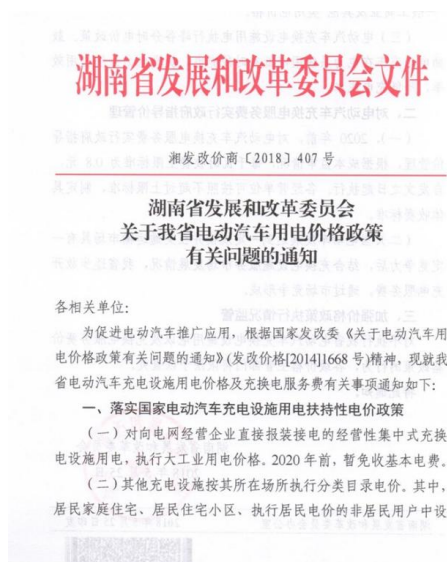 湖南省发展和改革委员会文件
湘发改价商〔2018〕407号
湖南省发展和改革委员会
关于我省电动汽车用电价格政策
有关问题的通知
各相关单位：
为促进电动汽车推广应用，根据国家发改委《关于电动汽车用
电价格政策有关问题的通知》(发改价格[2014]1668号)精神，现就我
省电动汽车充电设施用电价格及充换电服务费有关事项通知如下：
一、落实国家电动汽车充电设施用电扶持性电价政策
（一）对向电网经营企业直接报装接电的经营性集中式充换
电设施用电，执行大工业用电价格。2020年前，暂免收基本电费。
（二）其他充电设施按其所在场所执行分类目录电价。其中，
居民家庭住宅、居民住宅小区、执行居民电价的非居民用户中设